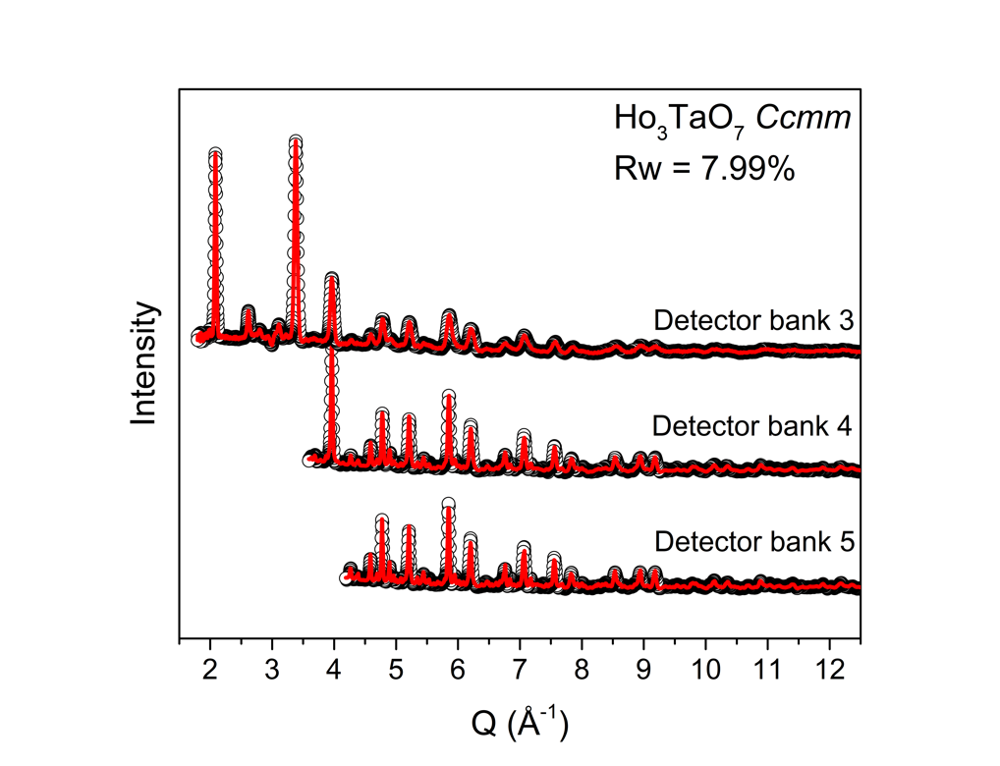 Ho₃TaO₇ Ccmm
Rw = 7.99%
Detector bank 3
Detector bank 4
Detector bank 5
Intensity
2 3 4 5 6 7 8 9 10 11 12
Q (Å⁻¹)